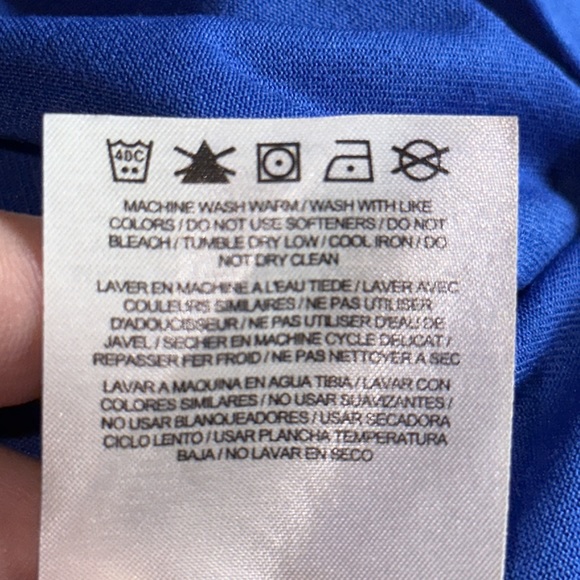 40C
MACHINE WASH WARM / WASH WITH LIKE
COLORS / DO NOT USE SOFTENERS / DO NOT
BLEACH / TUMBLE DRY LOW / COOL IRON / DO
NOT DRY CLEAN
LAVER EN MACHINE A L'EAU TIEDE / LAVER AVEC
COULEURS SIMILAIRES / NE PAS UTILISER
D'ADOUCISSEUR / NE PAS UTILISER D'EAU DE
JAVEL / SECHER EN MACHINE CYCLE DELICAT /
REPASSER FER FROID / NE PAS NETTOYER A SEC
LAVAR A MAQUINA EN AGUA TIBIA / LAVAR CON
COLORES SIMILARES / NO USAR SUAVIZANTES /
NO USAR BLANQUEADORES / USAR SECADORA
CICLO LENTO / USAR PLANCHA TEMPERATURA
BAJA / NO LAVAR EN SECO